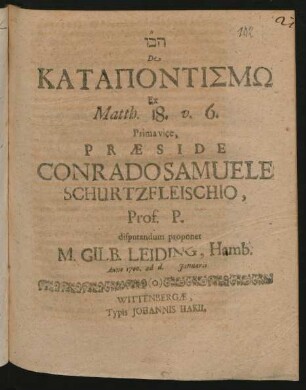 De
ΚΑΤΑΠΟΝΤΙΣΜΩ
Ex
Matth. 18. v. 6.
Prima vice,
PRÆSIDE
CONRADO SAMUELE
SCHURTZFLEISCHIO,
Prof. P.
disputandum proponet
M. GILB. LEIDING, Hamb.
Anno 1700. ad d. Januarii
WITTENBERGÆ,
Typis JOHANNIS HAKII.